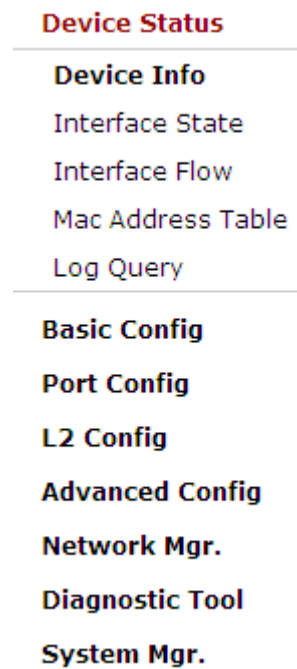 Device Status
Device Info
Interface State
Interface Flow
Mac Address Table
Log Query
Basic Config
Port Config
L2 Config
Advanced Config
Network Mgr.
Diagnostic Tool
System Mgr.